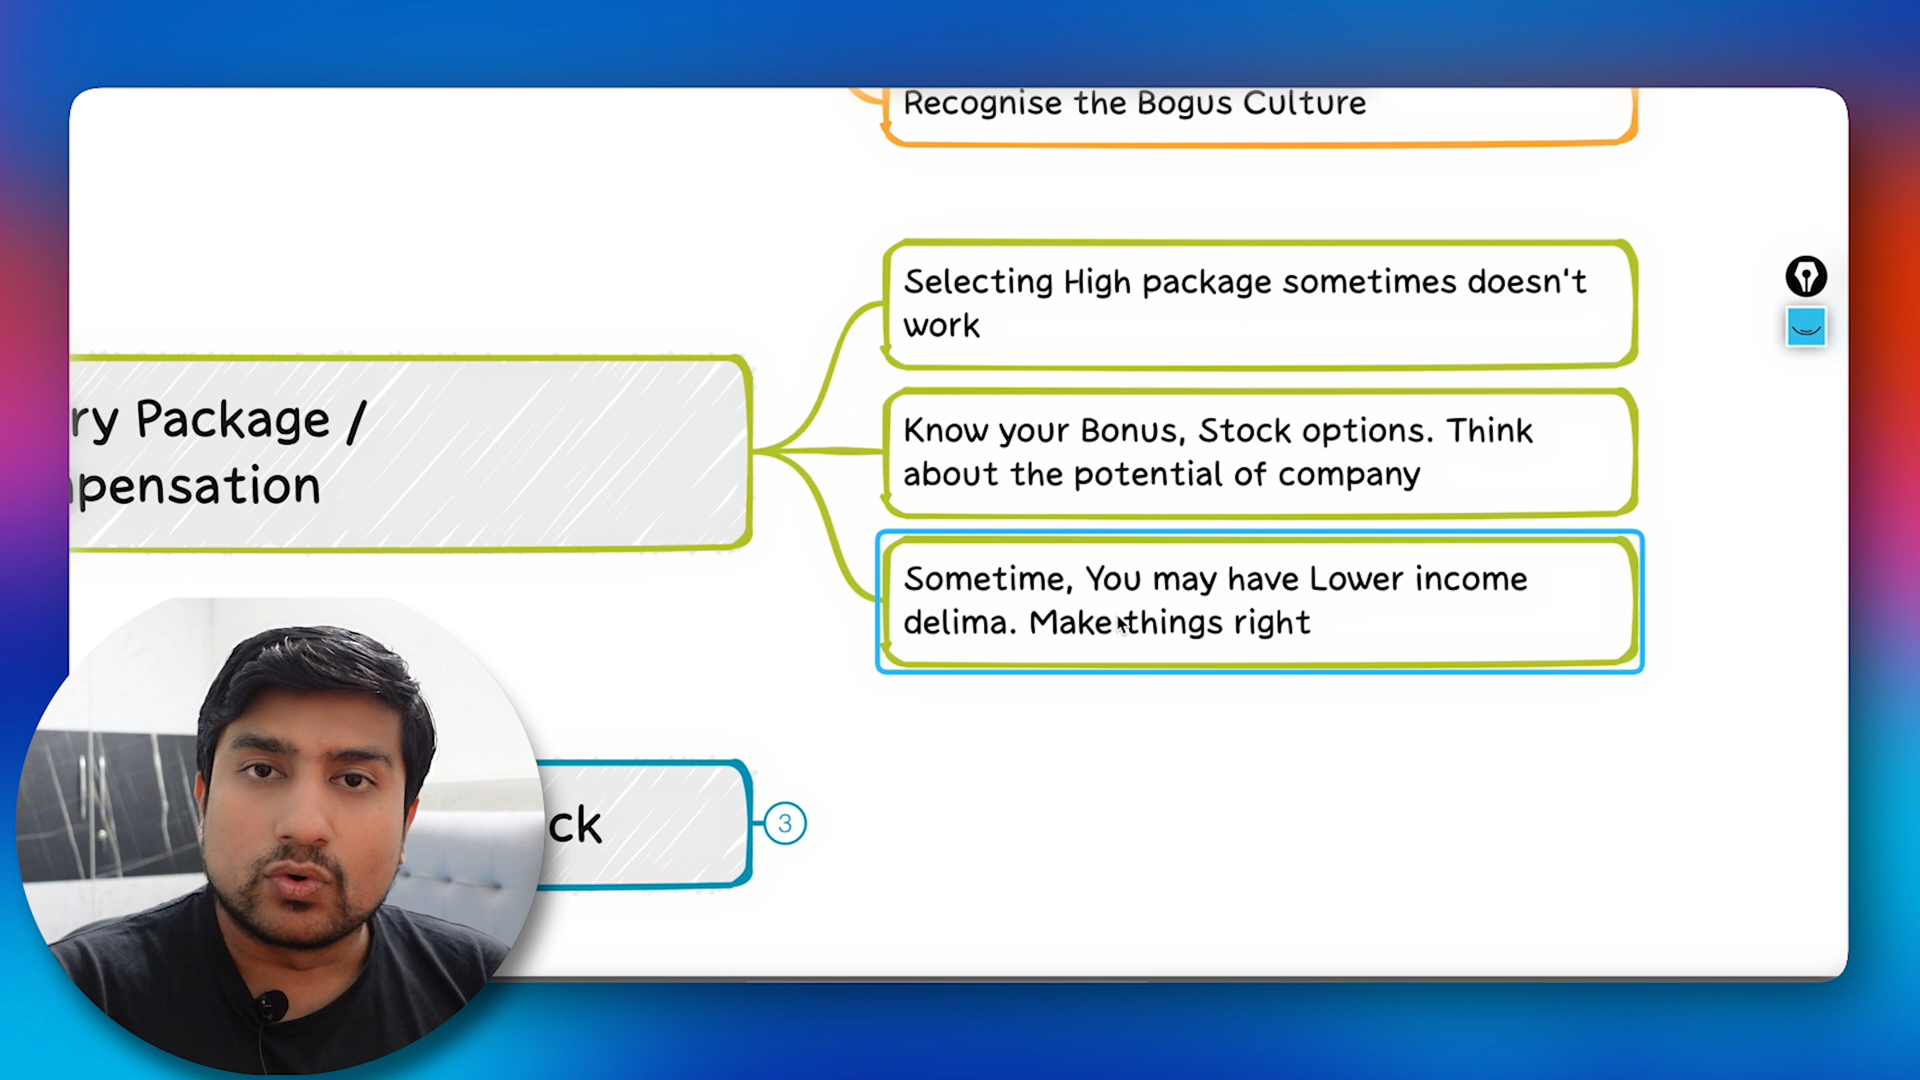 Recognise the Bogus Culture
Selecting High package sometimes doesn't
work
ry Package /
pensation
Know your Bonus, Stock options. Think
about the potential of company
Sometime, You may have Lower income
delima. Make things right
ck
3